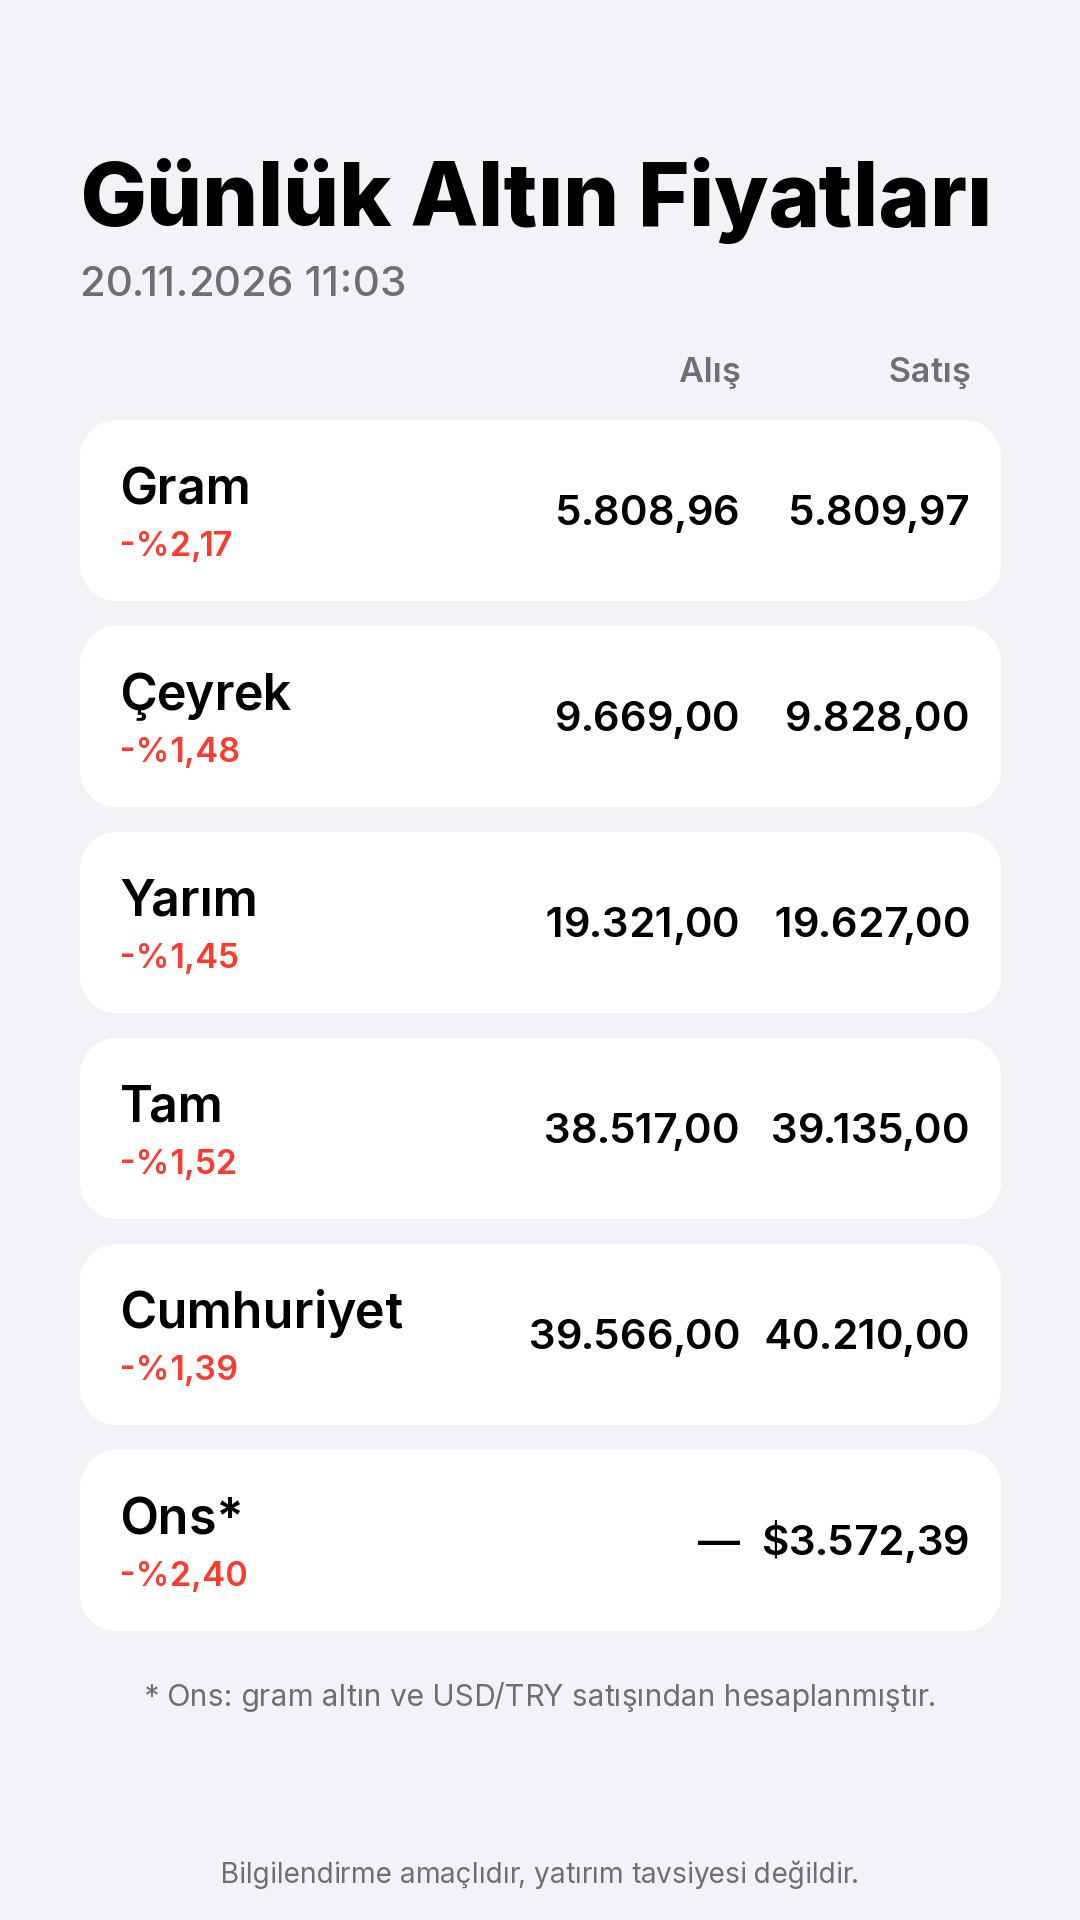 Günlük Altın Fiyatları
20.11.2026 11:03
Alış Satış
Gram
-%2,17
5.808,96 5.809,97
Çeyrek
-%1,48
9.669,00 9.828,00
Yarım
-%1,45
19.321,00 19.627,00
Tam
-%1,52
38.517,00 39.135,00
Cumhuriyet
-%1,39
39.566,00 40.210,00
Ons*
-%2,40
— $3.572,39
* Ons: gram altın ve USD/TRY satışından hesaplanmıştır.
Bilgilendirme amaçlıdır, yatırım tavsiyesi değildir.